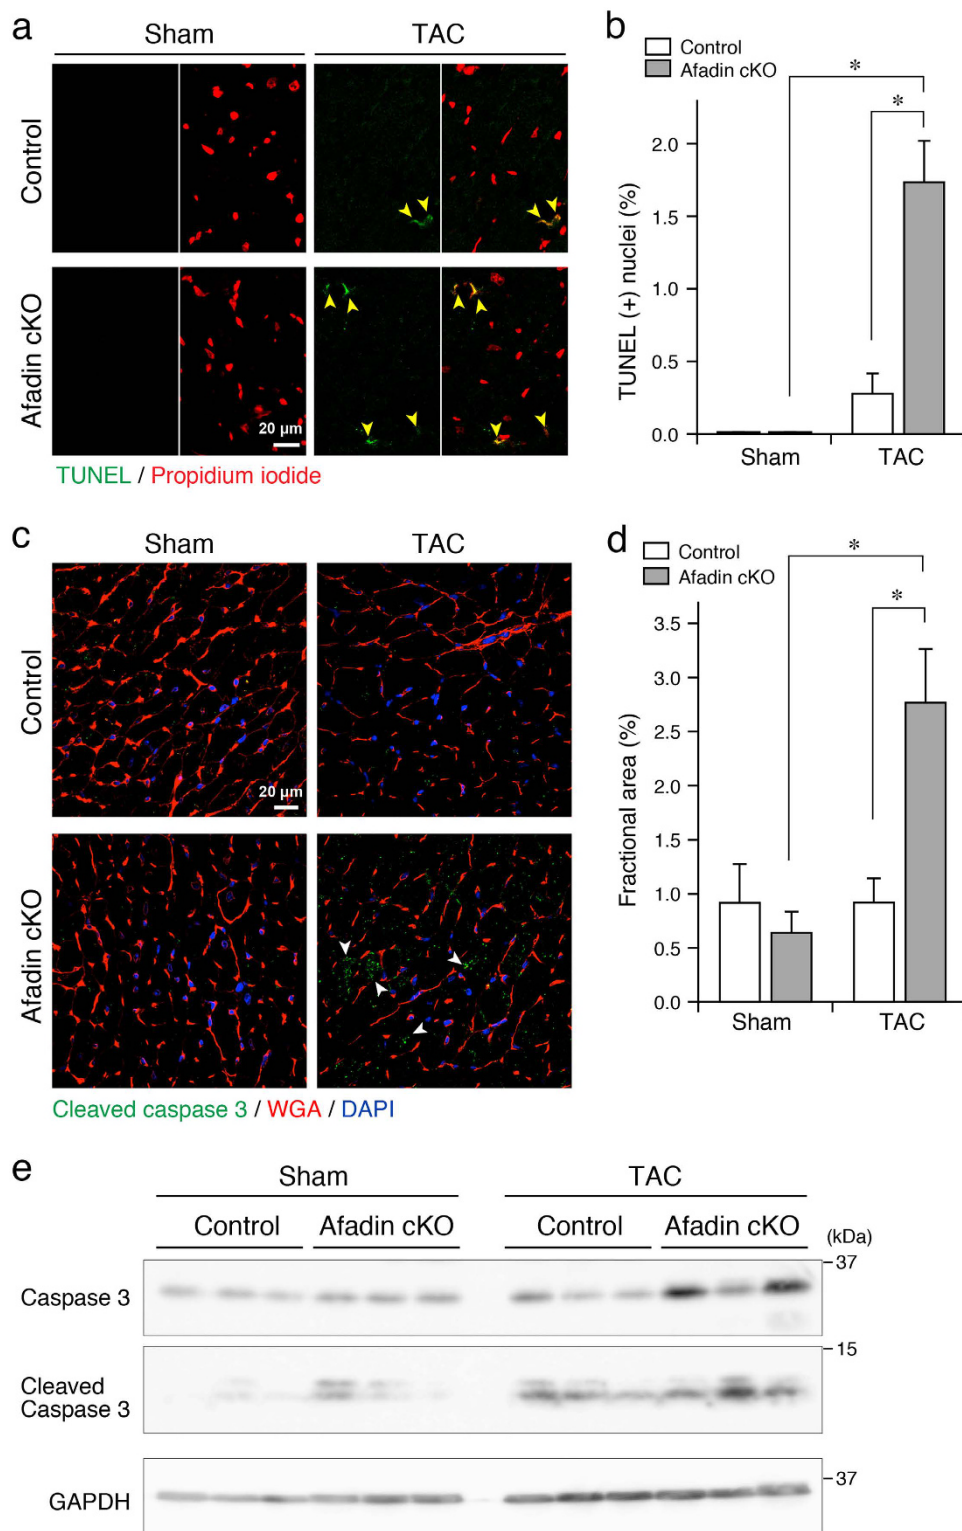 a
Sham
TAC
Control
Afadin cKO
20 μm
TUNEL / Propidium iodide
b
Control
Afadin cKO
*
*
TUNEL (+) nuclei (%)
2.0
1.5
1.0
0.5
0.0
Sham
TAC
c
Sham
TAC
Control
20 μm
Afadin cKO
Cleaved caspase 3 / WGA / DAPI
d
Control
Afadin cKO
*
*
Fractional area (%)
3.5
3.0
2.5
2.0
1.5
1.0
0.5
0.0
Sham
TAC
e
Sham
TAC
Control
Afadin cKO
Control
Afadin cKO
(kDa)
Caspase 3
37
Cleaved
Caspase 3
15
GAPDH
37